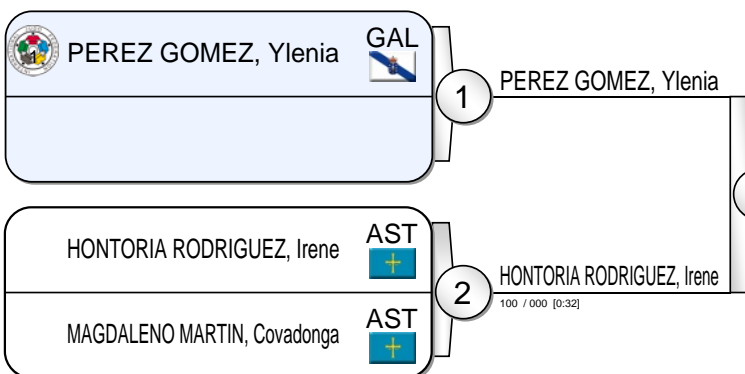 1 PEREZ GOMEZ, Ylenia GAL
1 PEREZ GOMEZ, Ylenia
HONTORIA RODRIGUEZ, Irene AST
2 HONTORIA RODRIGUEZ, Irene
100 / 000 [0:32]
MAGDALENO MARTIN, Covadonga AST